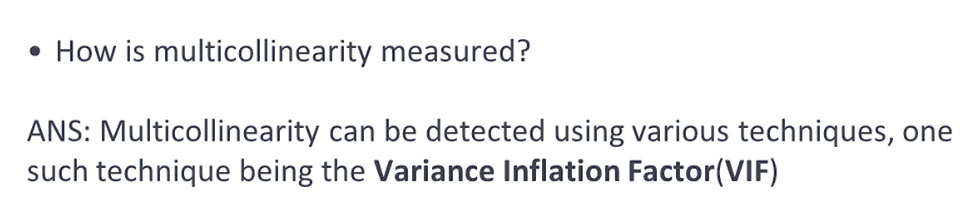 • How is multicollinearity measured?
ANS: Multicollinearity can be detected using various techniques, one
such technique being the Variance Inflation Factor(VIF)